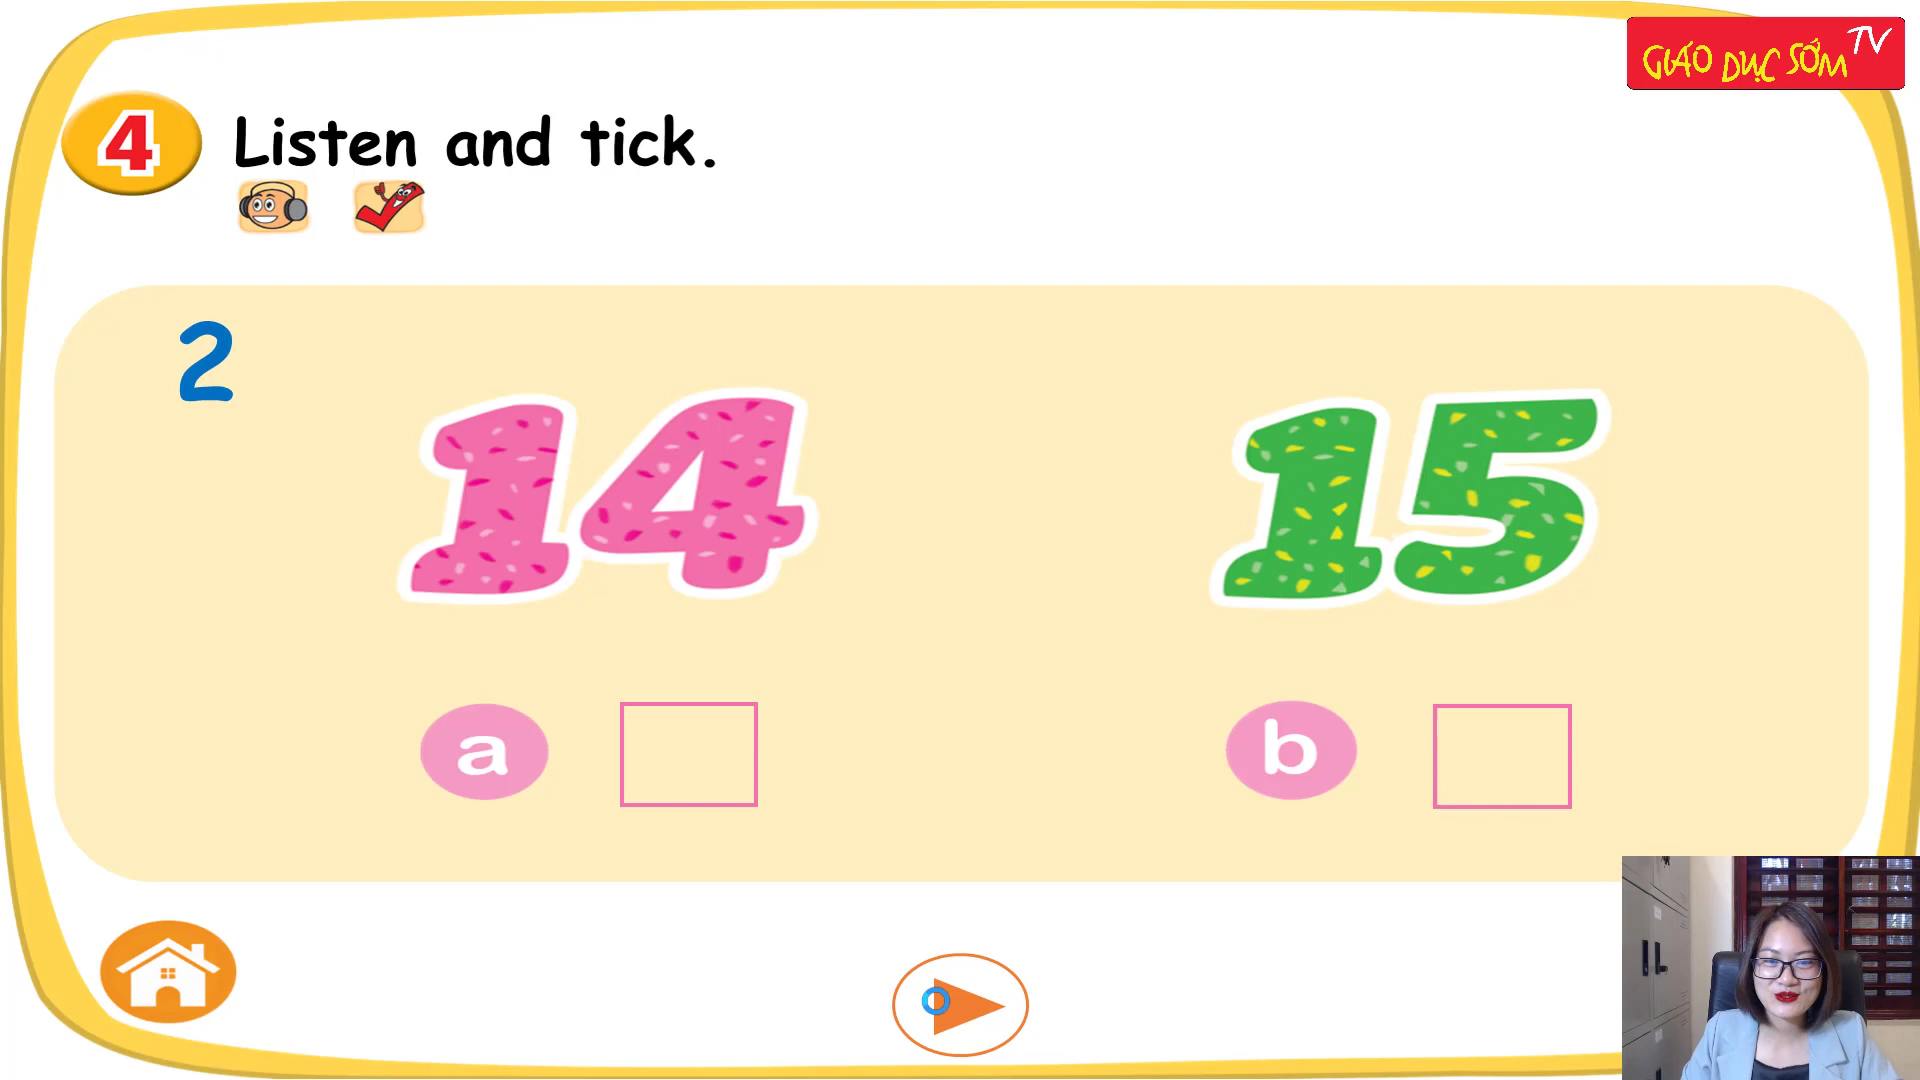 GIÁO DỤC SỚM TV
4 Listen and tick.
2
14 15
a b